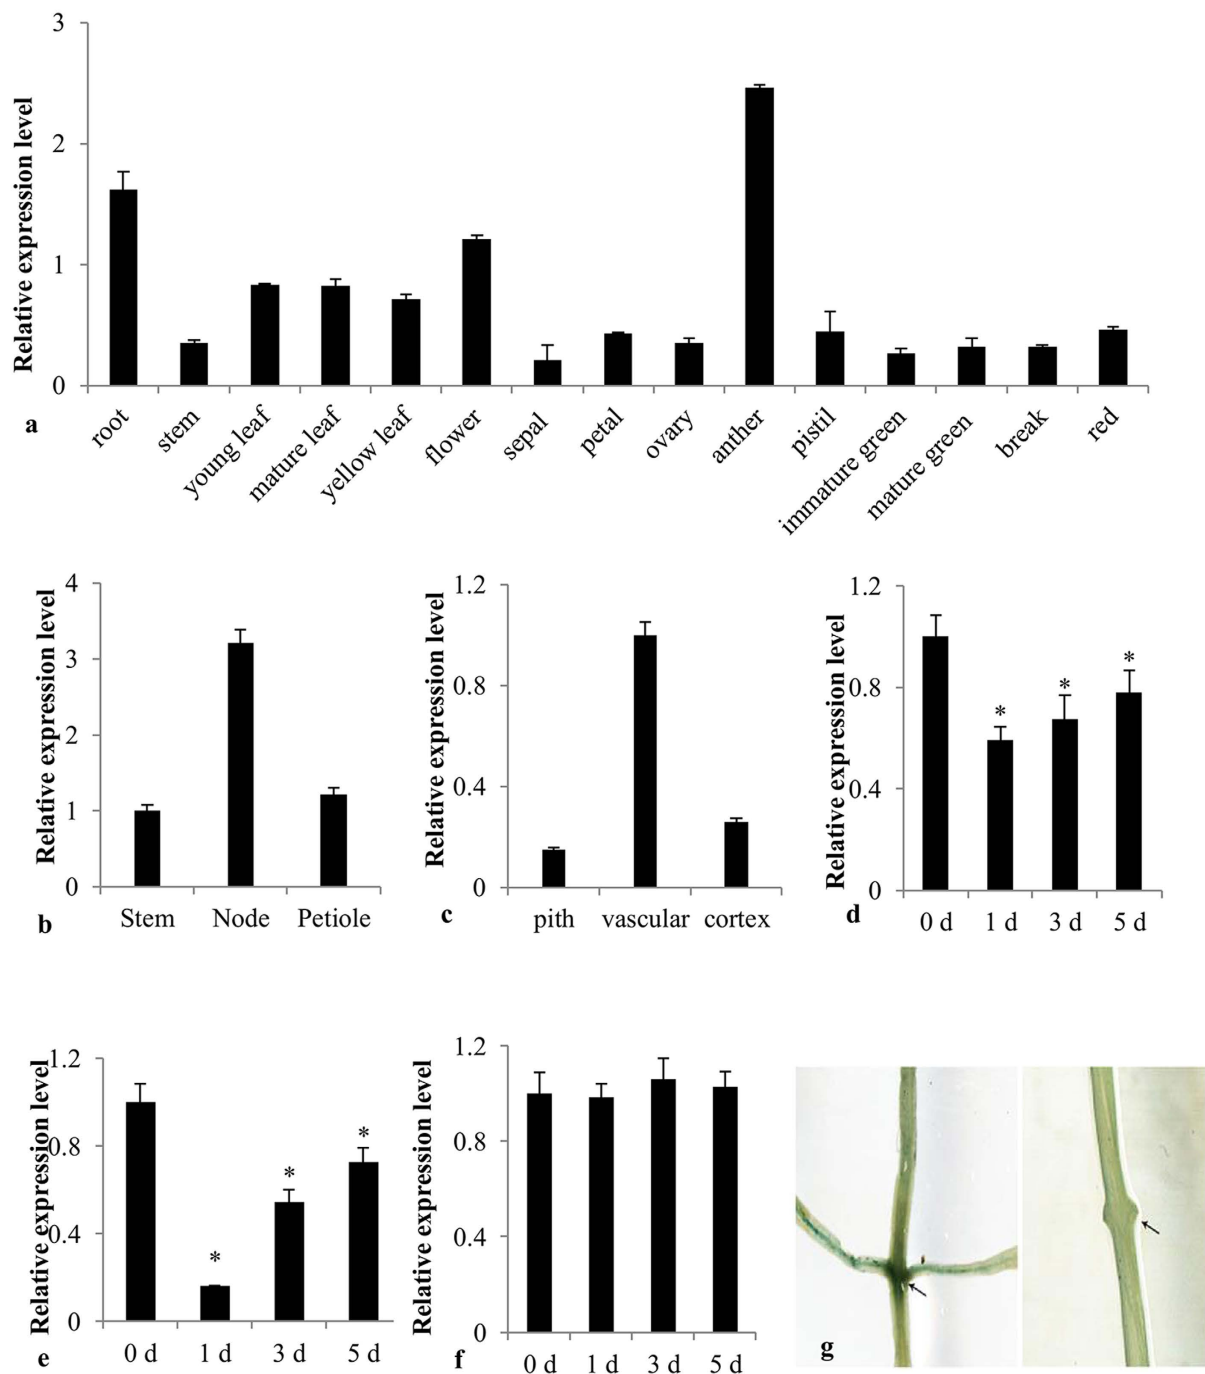 3
2
1
0
Relative expression level
root
stem
young leaf
mature leaf
yellow leaf
flower
sepal
petal
ovary
anther
pistil
immature green
mature green
break
red
a
4
3
2
1
0
Relative expression level
Stem Node Petiole
b
1.2
0.8
0.4
0
Relative expression level
pith vascular cortex
c
1.2
0.8
0.4
0
Relative expression level
* * *
0 d 1 d 3 d 5 d
d
1.2
0.8
0.4
0
Relative expression level
* * *
0 d 1 d 3 d 5 d
e
1.2
0.8
0.4
0
Relative expression level
0 d 1 d 3 d 5 d
f
g